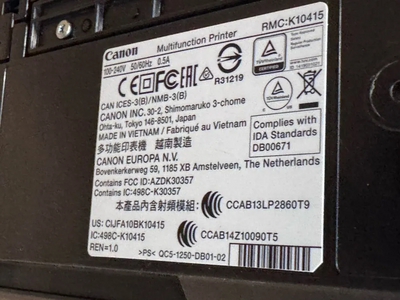 Canon Multifunction Printer RMC:K10415
100-240V 50/60Hz 0.5A
CE FC EAC R31219
CAN ICES-3(B)/NMB-3(B)
CANON INC. 30-2, Shimomaruko 3-chome
Ohta-ku, Tokyo 146-8501, Japan
MADE IN VIETNAM / Fabriqué au Vietnam
多功能印表機 越南製造
CANON EUROPA N.V.
Bovenkerkerweg 59, 1185 XB Amstelveen, The Netherlands
Complies with
IDA Standards
DB00671
Contains FCC ID:AZDK30357
Contains IC:498C-K30357
本產品內含射頻模組:
CCAB13LP2860T9
CCAB14Z10090T5
US:CIJFA10BK10415
IC:498C-K10415
REN=1.0
>PS< QC5-1250-DB01-02